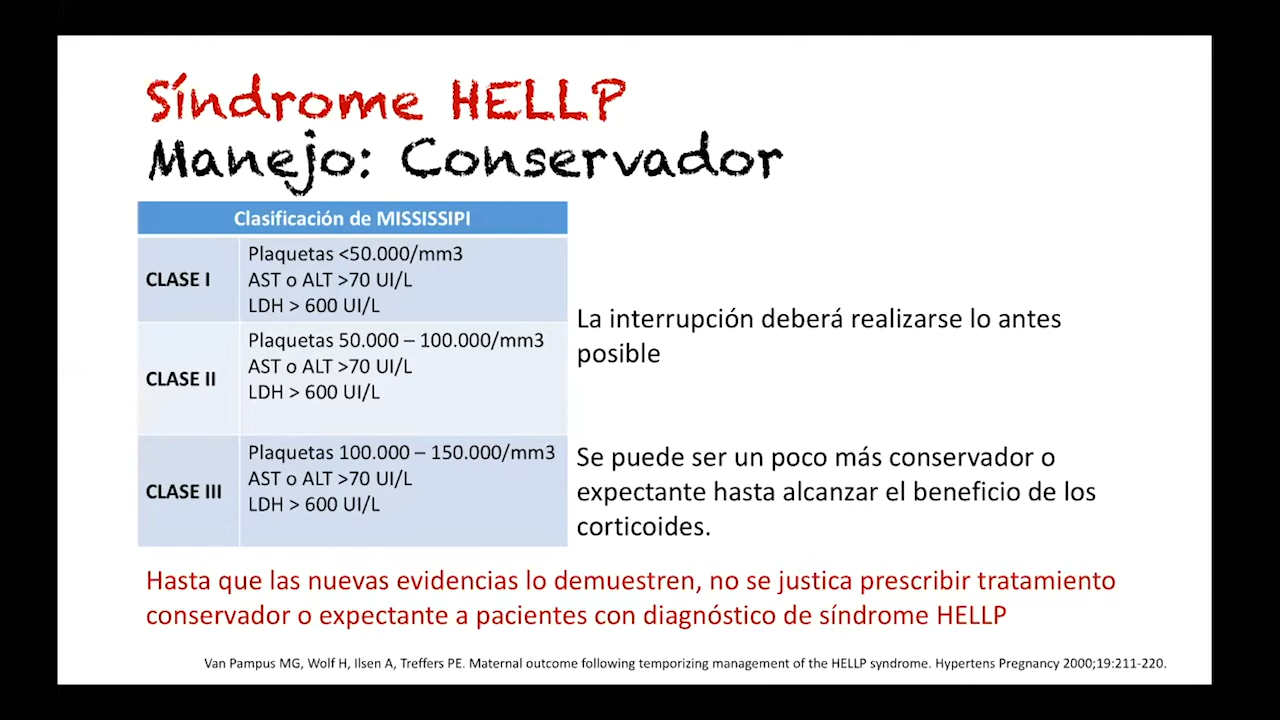 Síndrome HELLP
Manejo: Conservador
Clasificación de MISSISSIPI
CLASE I
Plaquetas <50.000/mm3
AST o ALT >70 UI/L
LDH > 600 UI/L
CLASE II
Plaquetas 50.000 – 100.000/mm3
AST o ALT >70 UI/L
LDH > 600 UI/L
La interrupción deberá realizarse lo antes
posible
CLASE III
Plaquetas 100.000 – 150.000/mm3
AST o ALT >70 UI/L
LDH > 600 UI/L
Se puede ser un poco más conservador o
expectante hasta alcanzar el beneficio de los
corticoides.
Hasta que las nuevas evidencias lo demuestren, no se justica prescribir tratamiento
conservador o expectante a pacientes con diagnóstico de síndrome HELLP
Van Pampus MG, Wolf H, Ilsen A, Treffers PE. Maternal outcome following temporizing management of the HELLP syndrome. Hypertens Pregnancy 2000;19:211-220.